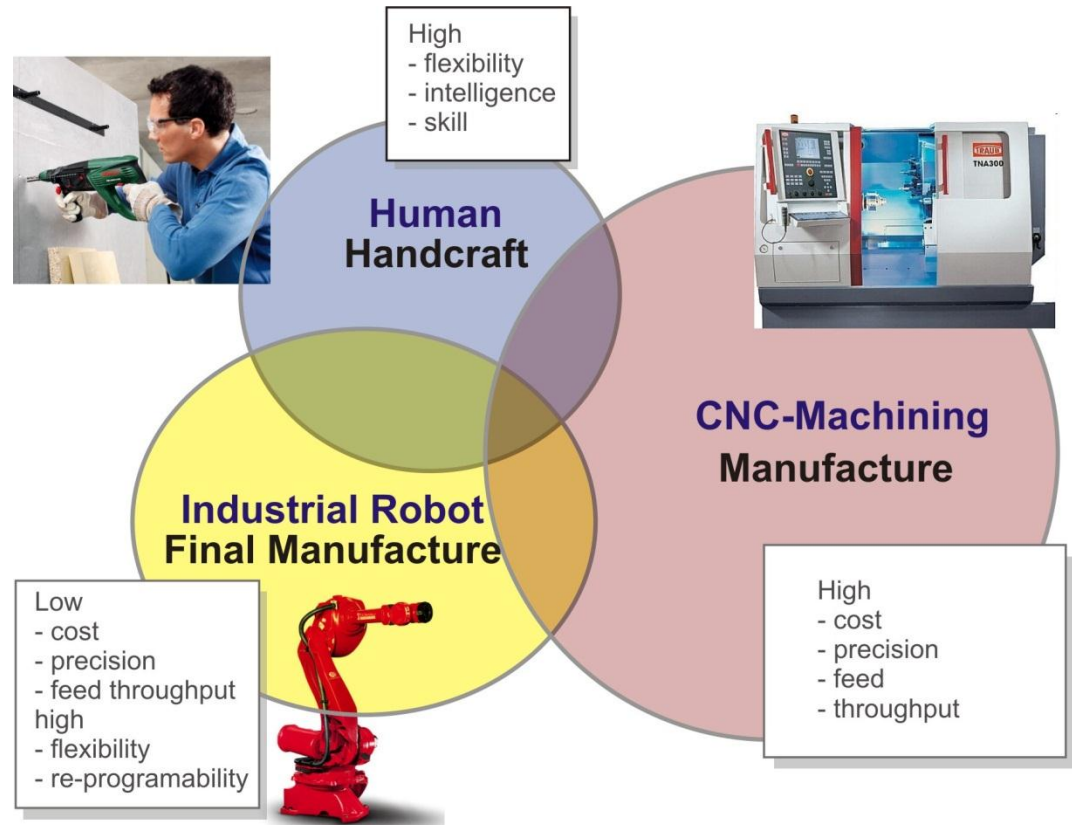 High
- flexibility
- intelligence
- skill
Human
Handcraft
TRAUB
TNA300
CNC-Machining
Manufacture
Industrial Robot
Final Manufacture
Low
- cost
- precision
- feed throughput
high
- flexibility
- re-programability
High
- cost
- precision
- feed
- throughput